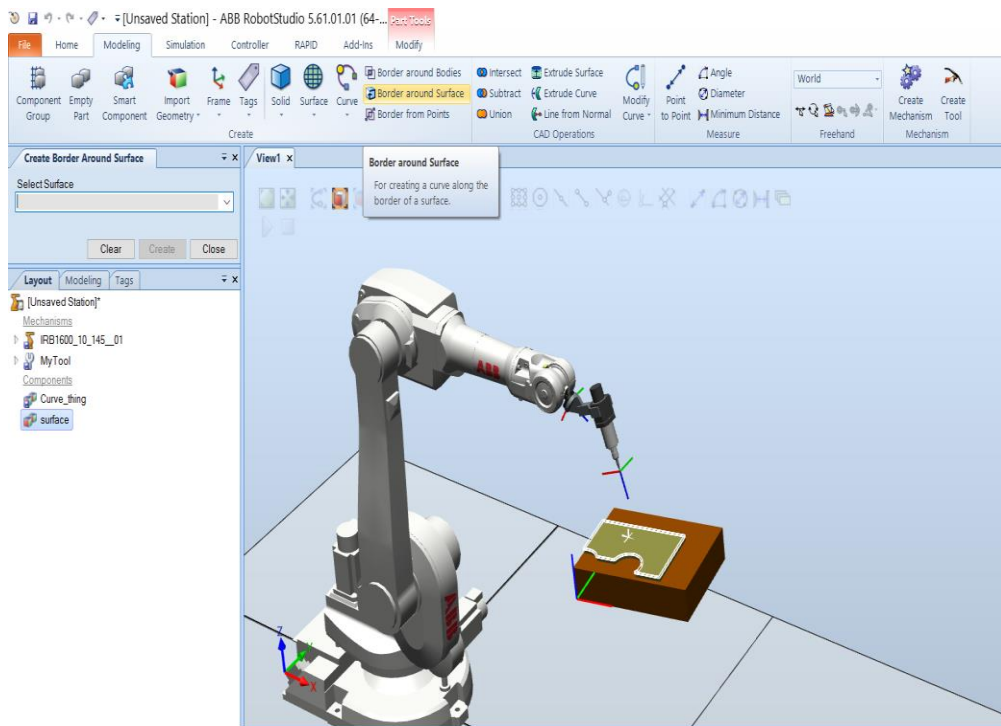 [Unsaved Station] - ABB RobotStudio 5.61.01.01 (64-...
Part Tools
File Home Modeling Simulation Controller RAPID Add-Ins Modify
Component Group
Empty Part
Smart Component
Import Geometry
Frame
Tags
Solid
Surface
Curve
Border around Bodies
Border around Surface
Border from Points
Create
Intersect
Subtract
Union
Extrude Surface
Extrude Curve
Line from Normal
Modify Curve
CAD Operations
Point to Point
Angle
Diameter
Minimum Distance
Measure
World
Freehand
Create Mechanism
Create Tool
Mechanism
Create Border Around Surface
Select Surface
Clear Create Close
View1
Border around Surface
For creating a curve along the
border of a surface.
Layout Modeling Tags
[Unsaved Station]*
Mechanisms
IRB1600_10_145__01
MyTool
Components
Curve_thing
surface
ABB
ABB
Z
Y
X